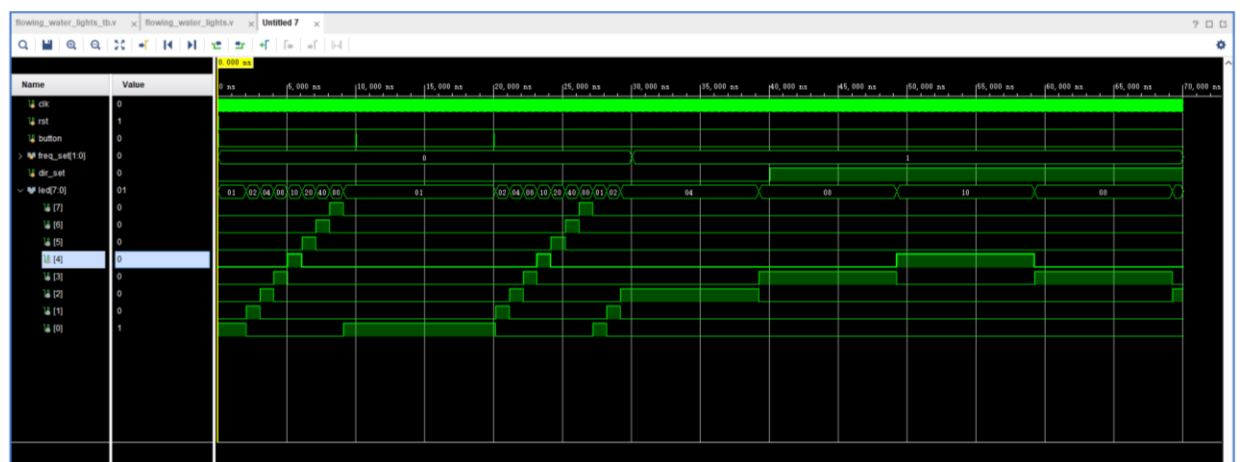 flowing_water_lights_tb.v × flowing_water_lights.v × Untitled 7 × ?
0.000 ns
Name Value 0 ns 5,000 ns 10,000 ns 15,000 ns 20,000 ns 25,000 ns 30,000 ns 35,000 ns 40,000 ns 45,000 ns 50,000 ns 55,000 ns 60,000 ns 65,000 ns 70,000 ns
clk 0
rst 1
button 0
freq_set[1:0] 0 0 1
dir_set 0
led[7:0] 01 01 02 04 08 10 20 40 80 01 02 04 08 10 20 40 80 01 02 04 08 10 08
[7] 0
[6] 0
[5] 0
[4] 0
[3] 0
[2] 0
[1] 0
[0] 1